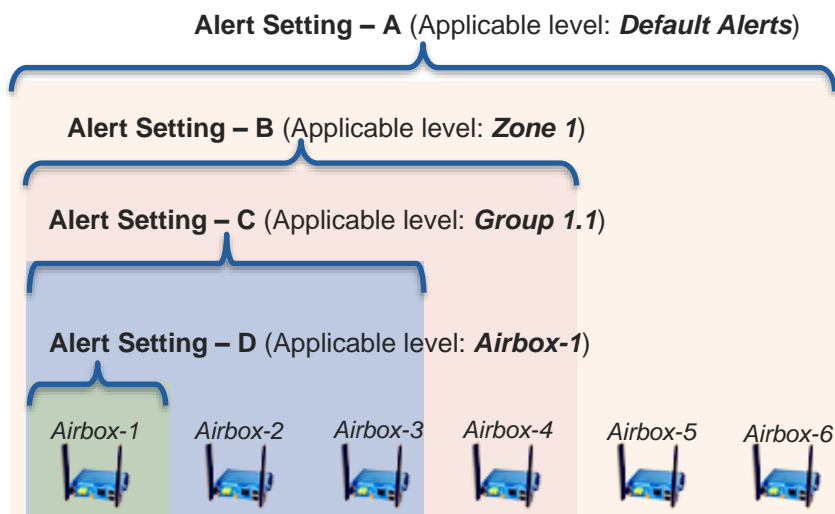 Alert Setting – A (Applicable level: Default Alerts)
Alert Setting – B (Applicable level: Zone 1)
Alert Setting – C (Applicable level: Group 1.1)
Alert Setting – D (Applicable level: Airbox-1)
Airbox-1 Airbox-2 Airbox-3 Airbox-4 Airbox-5 Airbox-6